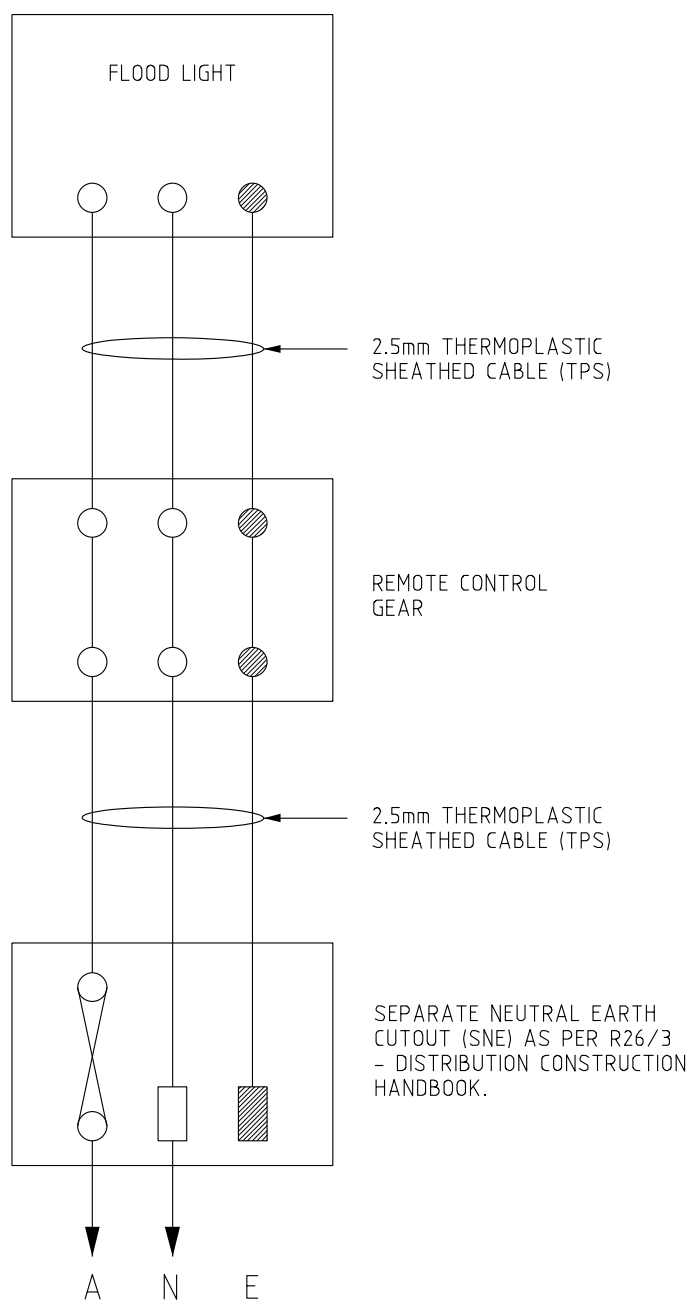 FLOOD LIGHT
2.5mm THERMOPLASTIC
SHEATHED CABLE (TPS)
REMOTE CONTROL
GEAR
2.5mm THERMOPLASTIC
SHEATHED CABLE (TPS)
SEPARATE NEUTRAL EARTH
CUTOUT (SNE) AS PER R26/3
- DISTRIBUTION CONSTRUCTION
HANDBOOK.
A N E